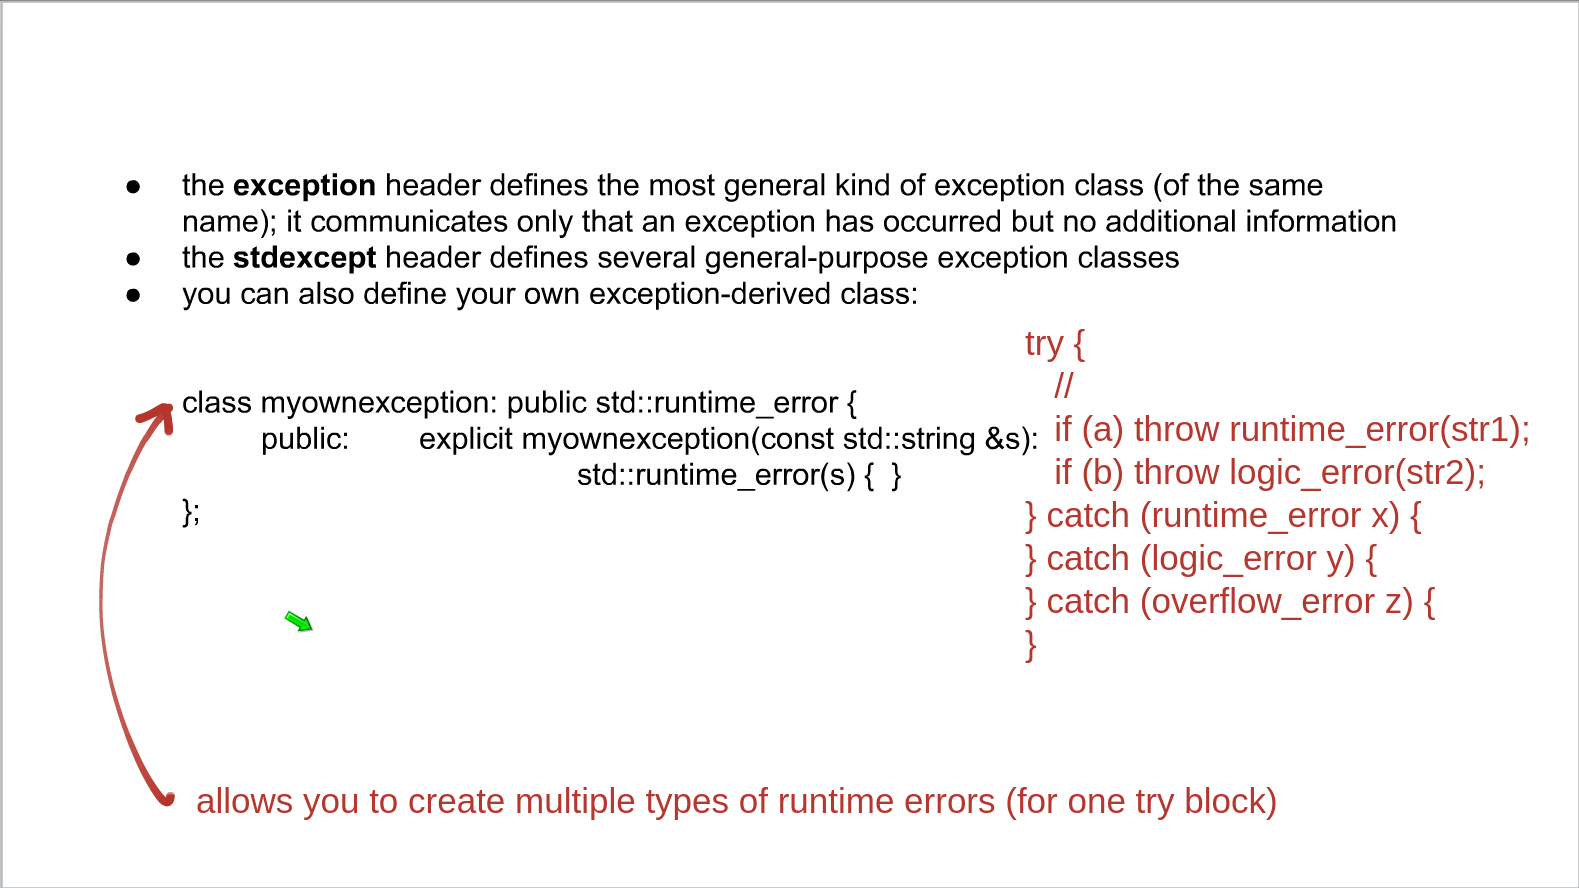 ● the exception header defines the most general kind of exception class (of the same
name); it communicates only that an exception has occurred but no additional information
● the stdexcept header defines several general-purpose exception classes
● you can also define your own exception-derived class:
class myownexception: public std::runtime_error {
public: explicit myownexception(const std::string &s):
std::runtime_error(s) { }
};
try {
//
if (a) throw runtime_error(str1);
if (b) throw logic_error(str2);
} catch (runtime_error x) {
} catch (logic_error y) {
} catch (overflow_error z) {
}
allows you to create multiple types of runtime errors (for one try block)